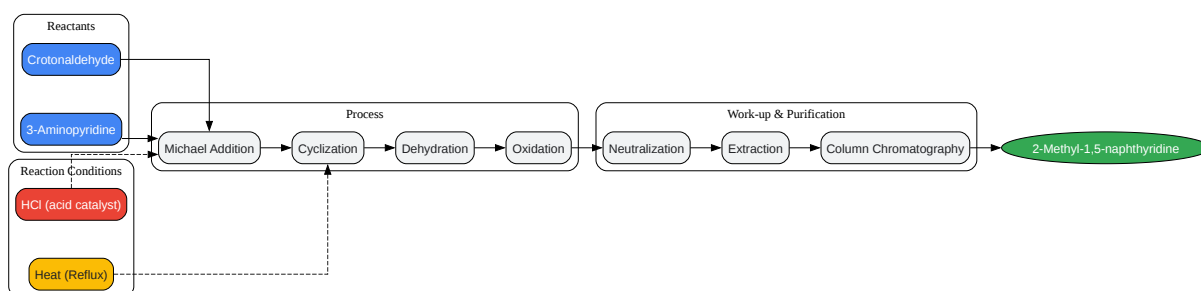 Reactants
Crotonaldehyde
3-Aminopyridine
Reaction Conditions
HCl (acid catalyst)
Heat (Reflux)
Process
Michael Addition
Cyclization
Dehydration
Oxidation
Work-up & Purification
Neutralization
Extraction
Column Chromatography
2-Methyl-1,5-naphthyridine